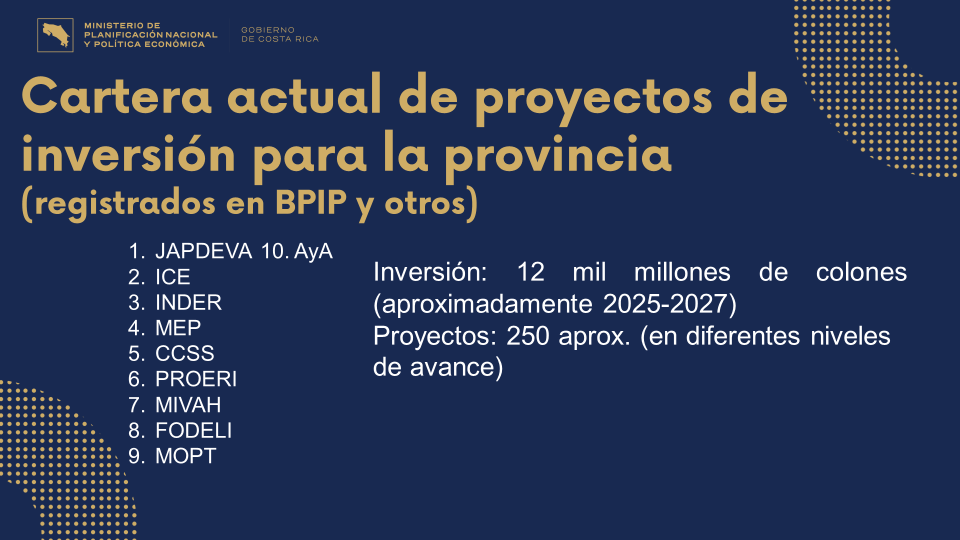 MINISTERIO DE
PLANIFICACIÓN NACIONAL
Y POLÍTICA ECONÓMICA
GOBIERNO
DE COSTA RICA
Cartera actual de proyectos de
inversión para la provincia
(registrados en BPIP y otros)
1. JAPDEVA 10. AyA
2. ICE
3. INDER
4. MEP
5. CCSS
6. PROERI
7. MIVAH
8. FODELI
9. MOPT
Inversión: 12 mil millones de colones
(aproximadamente 2025-2027)
Proyectos: 250 aprox. (en diferentes niveles
de avance)